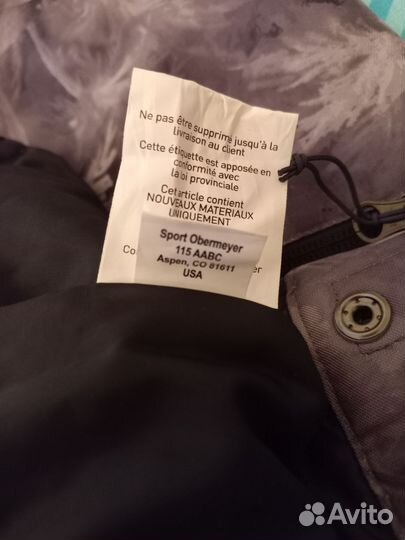 Ne pas être supprimé jusqu'à la
livraison au client
Cette étiquette est apposée en
conformité avec
la loi provinciale
Cet article contient
NOUVEAUX MATERIAUX
UNIQUEMENT
Sport Obermeyer
115 AABC
Aspen, CO 81611
USA
Avito